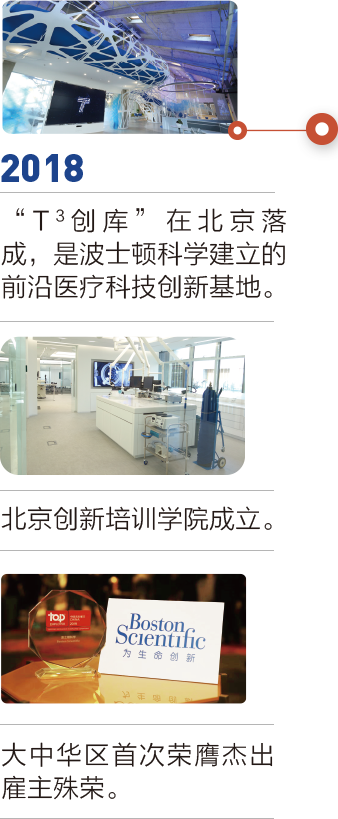 2018
“T³创库”在北京落
成，是波士顿科学建立的
前沿医疗科技创新基地。
北京创新培训学院成立。
top
Boston
Scientific
为生命创新
大中华区首次荣膺杰出
雇主殊荣。